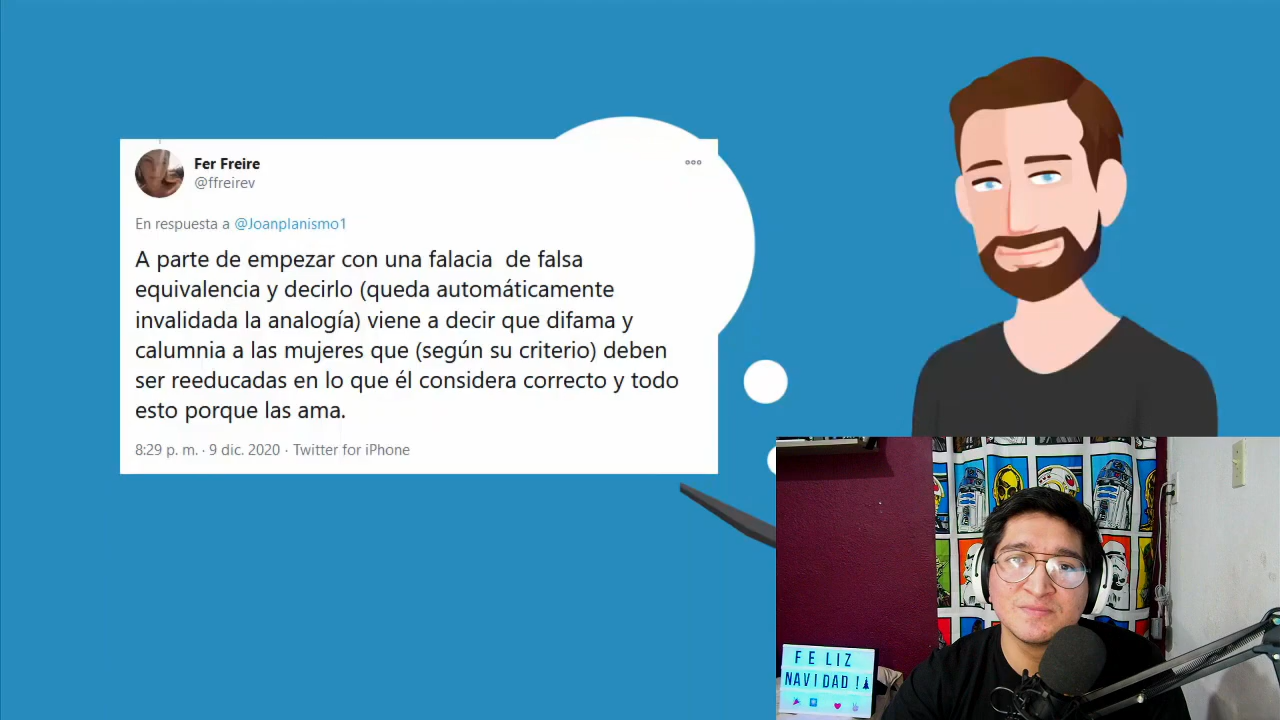 Fer Freire
@ffreirev
En respuesta a @Joanplanismo1
A parte de empezar con una falacia de falsa
equivalencia y decirlo (queda automáticamente
invalidada la analogía) viene a decir que difama y
calumnia a las mujeres que (según su criterio) deben
ser reeducadas en lo que él considera correcto y todo
esto porque las ama.
8:29 p. m. · 9 dic. 2020 · Twitter for iPhone
FELIZ
NAVIDAD !